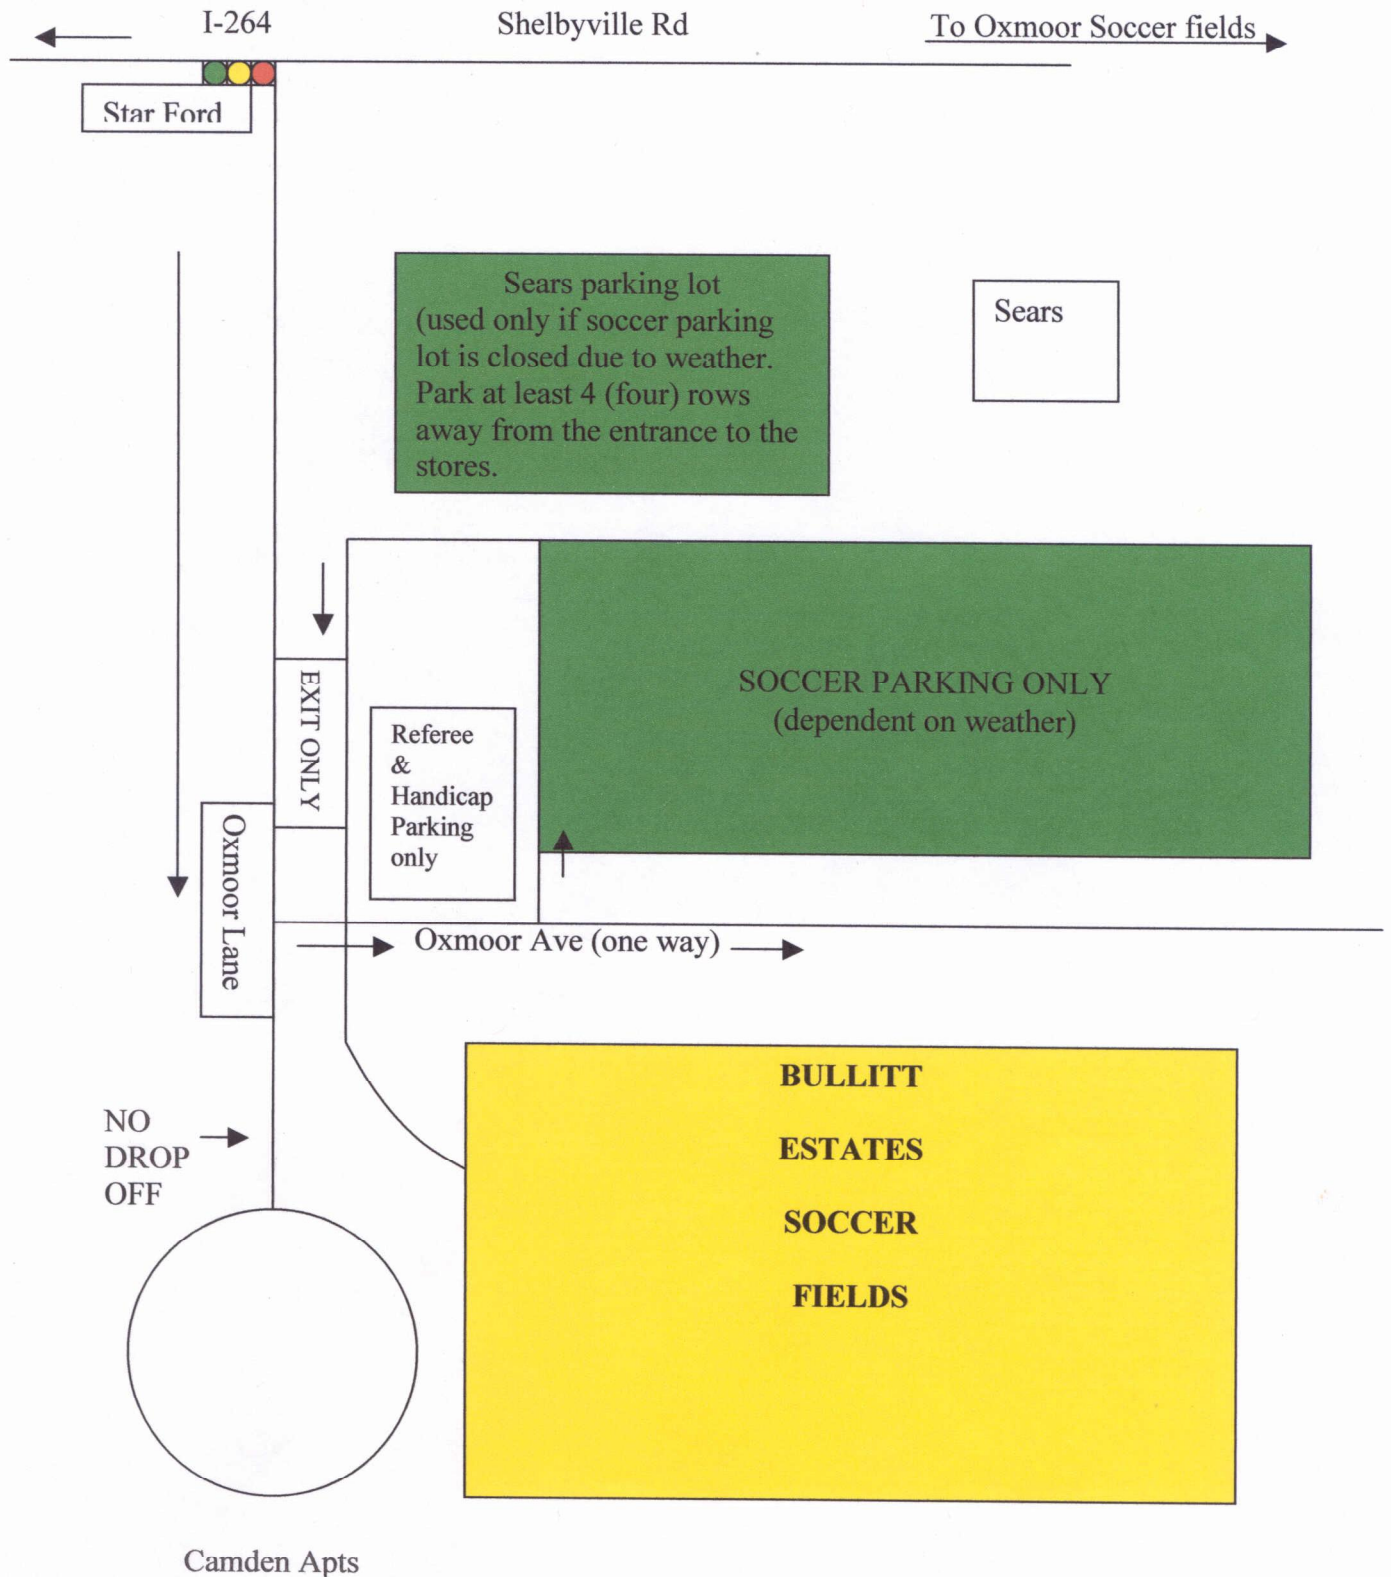 I-264
Shelbyville Rd
To Oxmoor Soccer fields
Star Ford
Sears parking lot
(used only if soccer parking
lot is closed due to weather.
Park at least 4 (four) rows
away from the entrance to the
stores.
Sears
EXIT ONLY
SOCCER PARKING ONLY
(dependent on weather)
Referee
&
Handicap
Parking
only
Oxmoor Lane
Oxmoor Ave (one way)
NO
DROP
OFF
BULLITT
ESTATES
SOCCER
FIELDS
Camden Apts